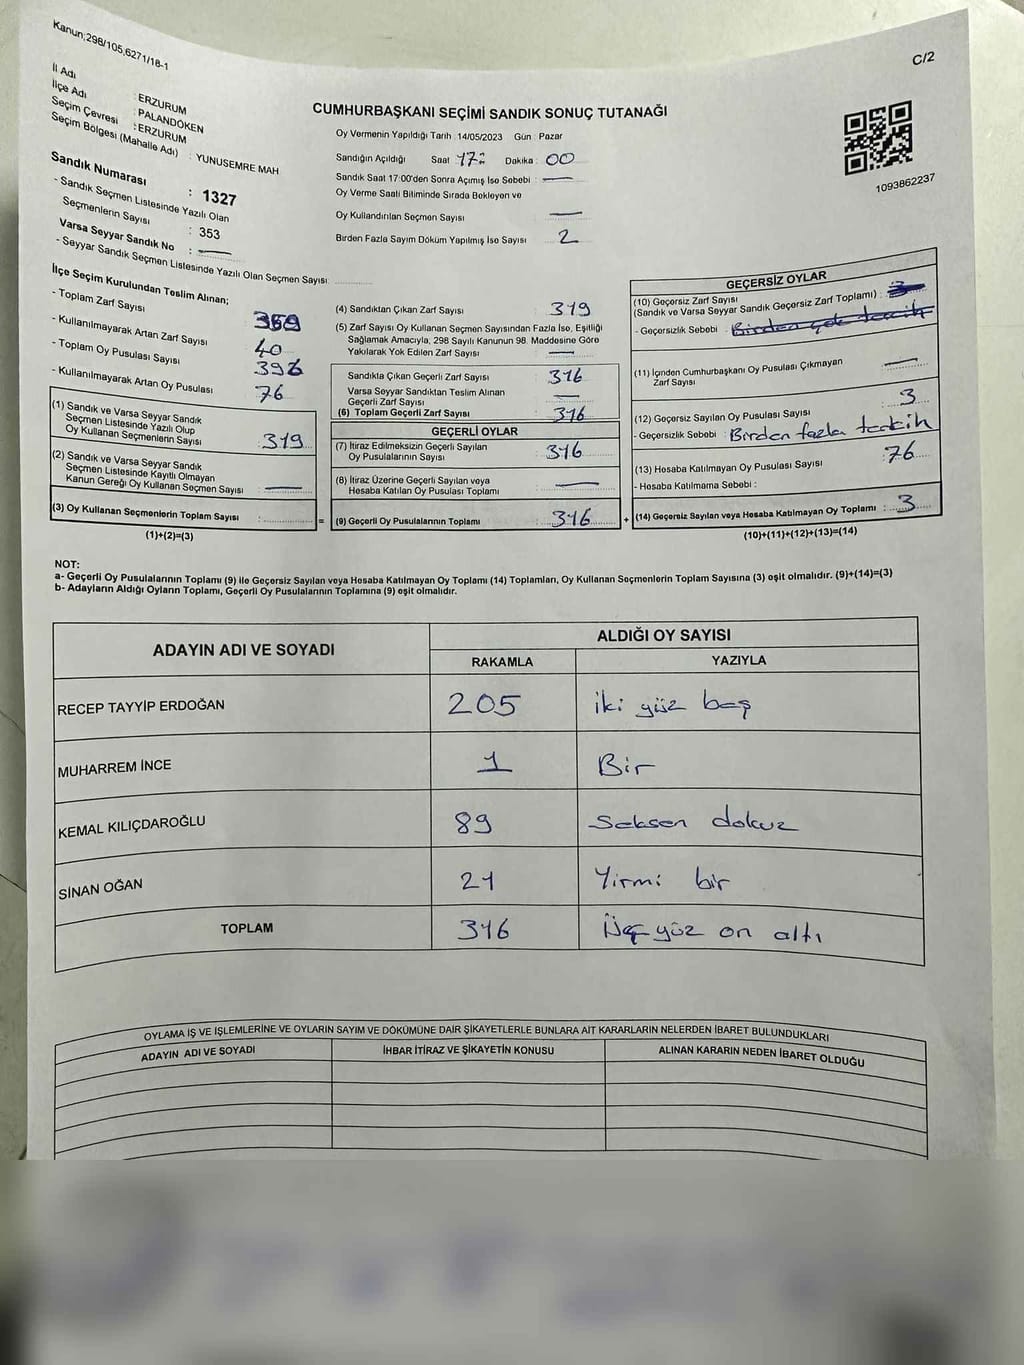 Kanun;298/105,6271/18-1
C/2
İl Adı : ERZURUM
İlçe Adı : PALANDÖKEN
Seçim Çevresi : ERZURUM
Seçim Bölgesi (Mahalle Adı) : YUNUSEMRE MAH
Sandık Numarası : 1327
- Sandık Seçmen Listesinde Yazılı Olan
Seçmenlerin Sayısı : 353
Varsa Seyyar Sandık No : —
- Seyyar Sandık Seçmen Listesinde Yazılı Olan Seçmen Sayısı:
CUMHURBAŞKANI SEÇİMİ SANDIK SONUÇ TUTANAĞI
Oy Vermenin Yapıldığı Tarih : 14/05/2023 Gün : Pazar
Sandığın Açıldığı Saat : 17: Dakika : 00
Sandık Saat 17:00'den Sonra Açımış İse Sebebi : —
Oy Verme Saati Bitiminde Sırada Bekleyen ve
Oy Kullandırılan Seçmen Sayısı : —
Birden Fazla Sayım Döküm Yapılmış İse Sayısı : 2
1093862237
İlçe Seçim Kurulundan Teslim Alınan;
- Toplam Zarf Sayısı : 359
- Kullanılmayarak Artan Zarf Sayısı : 40
- Toplam Oy Pusulası Sayısı : 396
- Kullanılmayarak Artan Oy Pusulası : 76
(1) Sandık ve Varsa Seyyar Sandık
Seçmen Listesinde Yazılı Olup
Oy Kullanan Seçmenlerin Sayısı : 319
(2) Sandık ve Varsa Seyyar Sandık
Seçmen Listesinde Kayıtlı Olmayan
Kanun Gereği Oy Kullanan Seçmen Sayısı : —
(3) Oy Kullanan Seçmenlerin Toplam Sayısı :
(1)+(2)=(3)
(4) Sandıktan Çıkan Zarf Sayısı : 319
(5) Zarf Sayısı Oy Kullanan Seçmen Sayısından Fazla İse, Eşitliği
Sağlamak Amacıyla, 298 Sayılı Kanunun 98. Maddesine Göre
Yakılarak Yok Edilen Zarf Sayısı : —
Sandıkta Çıkan Geçerli Zarf Sayısı : 316
Varsa Seyyar Sandıktan Teslim Alınan
Geçerli Zarf Sayısı : —
(6) Toplam Geçerli Zarf Sayısı : 316
GEÇERLİ OYLAR
(7) İtiraz Edilmeksizin Geçerli Sayılan
Oy Pusulalarının Sayısı : 316
(8) İtiraz Üzerine Geçerli Sayılan veya
Hesaba Katılan Oy Pusulası Toplamı : —
= (9) Geçerli Oy Pusulalarının Toplamı : 316 +
GEÇERSİZ OYLAR
(10) Geçersiz Zarf Sayısı
(Sandık ve Varsa Seyyar Sandık Geçersiz Zarf Toplamı) : 3
- Geçersizlik Sebebi : Birden çok tercih
(11) İçinden Cumhurbaşkanı Oy Pusulası Çıkmayan
Zarf Sayısı : —
(12) Geçersiz Sayılan Oy Pusulası Sayısı : 3
- Geçersizlik Sebebi : Birden fazla tercih
(13) Hesaba Katılmayan Oy Pusulası Sayısı : 76
- Hesaba Katılmama Sebebi :
(14) Geçersiz Sayılan veya Hesaba Katılmayan Oy Toplamı : 3
(10)+(11)+(12)+(13)=(14)
NOT:
a- Geçerli Oy Pusulalarının Toplamı (9) ile Geçersiz Sayılan veya Hesaba Katılmayan Oy Toplamı (14) Toplamları, Oy Kullanan Seçmenlerin Toplam Sayısına (3) eşit olmalıdır. (9)+(14)=(3)
b- Adayların Aldığı Oyların Toplamı, Geçerli Oy Pusulalarının Toplamına (9) eşit olmalıdır.
ADAYIN ADI VE SOYADI ALDIĞI OY SAYISI
RAKAMLA YAZIYLA
RECEP TAYYİP ERDOĞAN 205 iki yüz beş
MUHARREM İNCE 1 Bir
KEMAL KILIÇDAROĞLU 89 Seksen dokuz
SİNAN OĞAN 21 Yirmi bir
TOPLAM 316 Üç yüz on altı
OYLAMA İŞ VE İŞLEMLERİNE VE OYLARIN SAYIM VE DÖKÜMÜNE DAİR ŞİKAYETLERLE BUNLARA AİT KARARLARIN NELERDEN İBARET BULUNDUKLARI
ADAYIN ADI VE SOYADI İHBAR İTİRAZ VE ŞİKAYETİN KONUSU ALINAN KARARIN NEDEN İBARET OLDUĞU